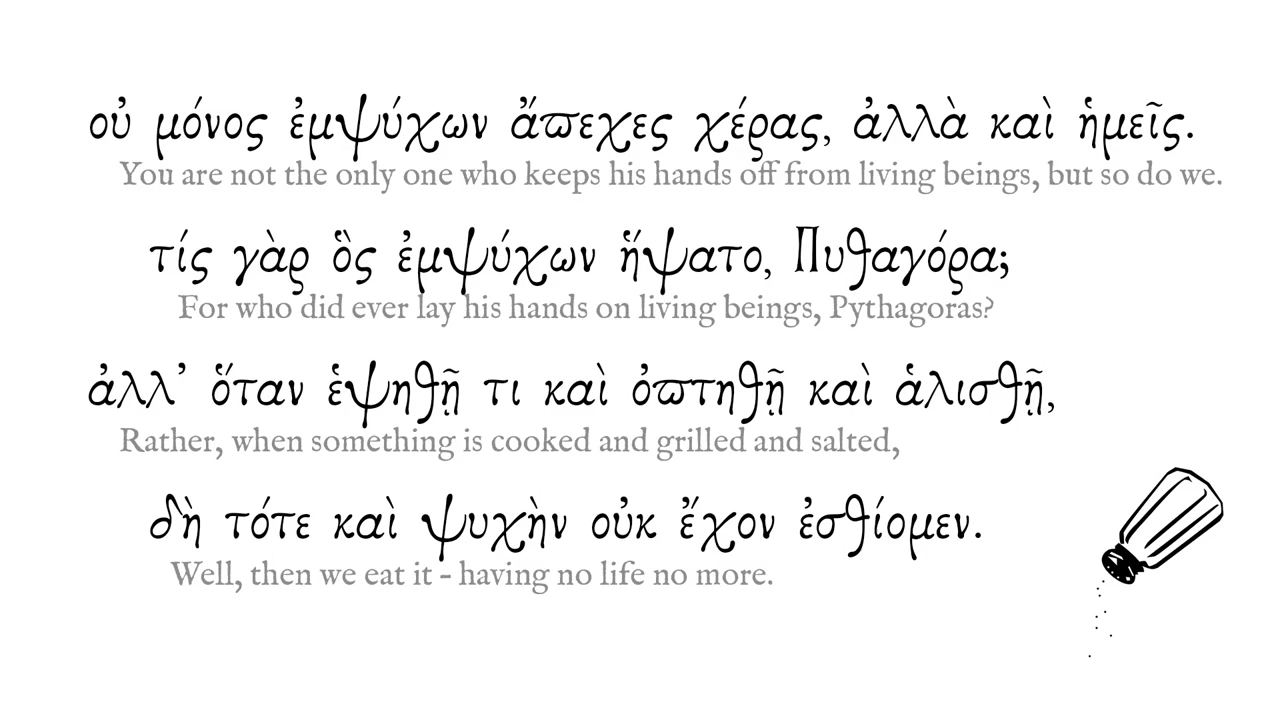 οὐ μόνος ἐμψύχων ἄπεχες χέρας, ἀλλὰ καὶ ἡμεῖς.
You are not the only one who keeps his hands off from living beings, but so do we.
τίς γὰρ ὃς ἐμψύχων ἥψατο, Πυθαγόρα;
For who did ever lay his hands on living beings, Pythagoras?
ἀλλ’ ὅταν ἑψηθῇ τι καὶ ὀπτηθῇ καὶ ἁλισθῇ,
Rather, when something is cooked and grilled and salted,
δὴ τότε καὶ ψυχὴν οὐκ ἔχον ἐσθίομεν.
Well, then we eat it – having no life no more.